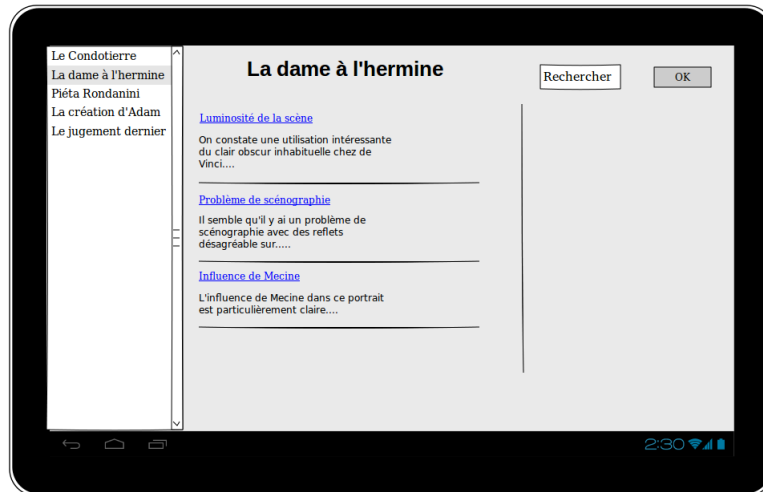 Le Condotierre
La dame à l'hermine
Piéta Rondanini
La création d'Adam
Le jugement dernier
La dame à l'hermine
Rechercher
OK
Luminosité de la scène
On constate une utilisation intéressante
du clair obscur inhabituelle chez de
Vinci....
Problème de scénographie
Il semble qu'il y ai un problème de
scénographie avec des reflets
désagréable sur.....
Influence de Mecine
L'influence de Mecine dans ce portrait
est particulièrement claire....
2:30